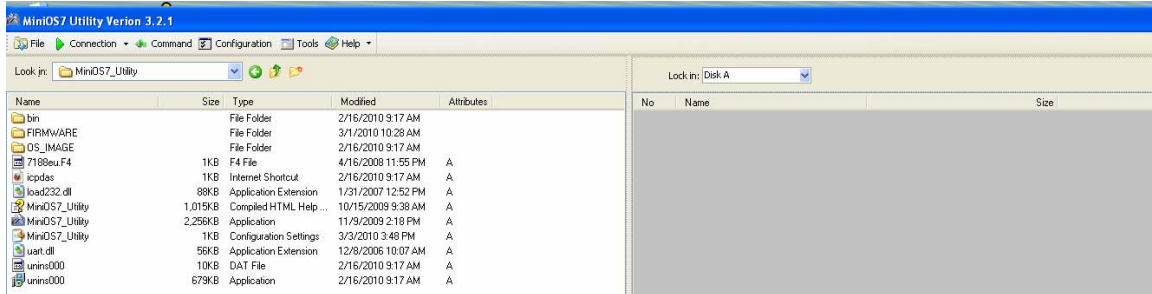 MiniOS7 Utility Verion 3.2.1
File Connection Command Configuration Tools Help
Look in: MiniOS7_Utility
Lock in: Disk A
Name Size Type Modified Attributes
No Name Size
bin File Folder 2/16/2010 9:17 AM
FIRMWARE File Folder 3/1/2010 10:28 AM
OS_IMAGE File Folder 2/16/2010 9:17 AM
7188eu.F4 1KB F4 File 4/16/2008 11:55 PM A
icpdas 1KB Internet Shortcut 2/16/2010 9:17 AM A
load232.dll 88KB Application Extension 1/31/2007 12:52 PM A
MiniOS7_Utility 1,015KB Compiled HTML Help ... 10/15/2009 9:38 AM A
MiniOS7_Utility 2,256KB Application 11/9/2009 2:18 PM A
MiniOS7_Utility 1KB Configuration Settings 3/3/2010 3:48 PM A
uart.dll 56KB Application Extension 12/8/2006 10:07 AM A
unins000 10KB DAT File 2/16/2010 9:17 AM A
unins000 679KB Application 2/16/2010 9:17 AM A